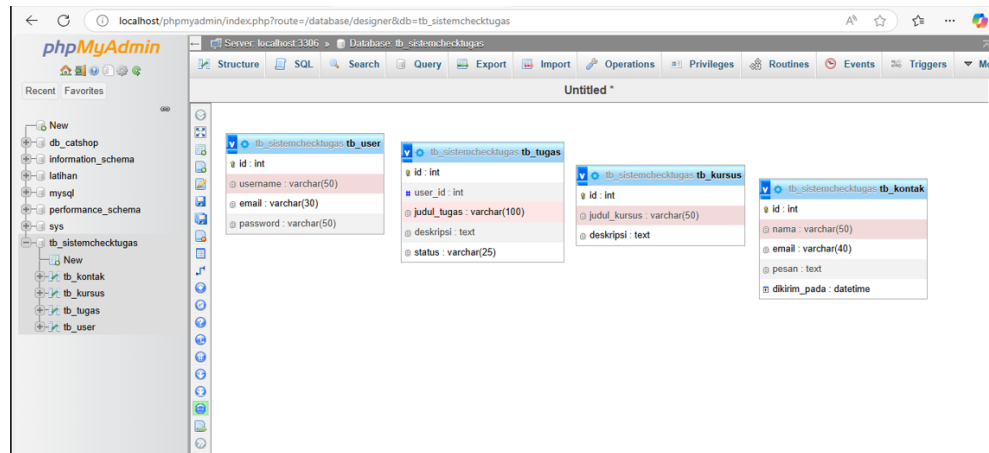 localhost/phpmyadmin/index.php?route=/database/designer&db=tb_sistemchecktugas
phpMyAdmin
Recent Favorites
New
db_catshop
information_schema
latihan
mysql
performance_schema
sys
tb_sistemchecktugas
New
tb_kontak
tb_kursus
tb_tugas
tb_user
Server: localhost:3306 » Database: tb_sistemchecktugas
Structure SQL Search Query Export Import Operations Privileges Routines Events Triggers
Untitled *
tb_sistemchecktugas tb_user
id : int
username : varchar(50)
email : varchar(30)
password : varchar(50)
tb_sistemchecktugas tb_tugas
id : int
user_id : int
judul_tugas : varchar(100)
deskripsi : text
status : varchar(25)
tb_sistemchecktugas tb_kursus
id : int
judul_kursus : varchar(50)
deskripsi : text
tb_sistemchecktugas tb_kontak
id : int
nama : varchar(50)
email : varchar(40)
pesan : text
dikirim_pada : datetime